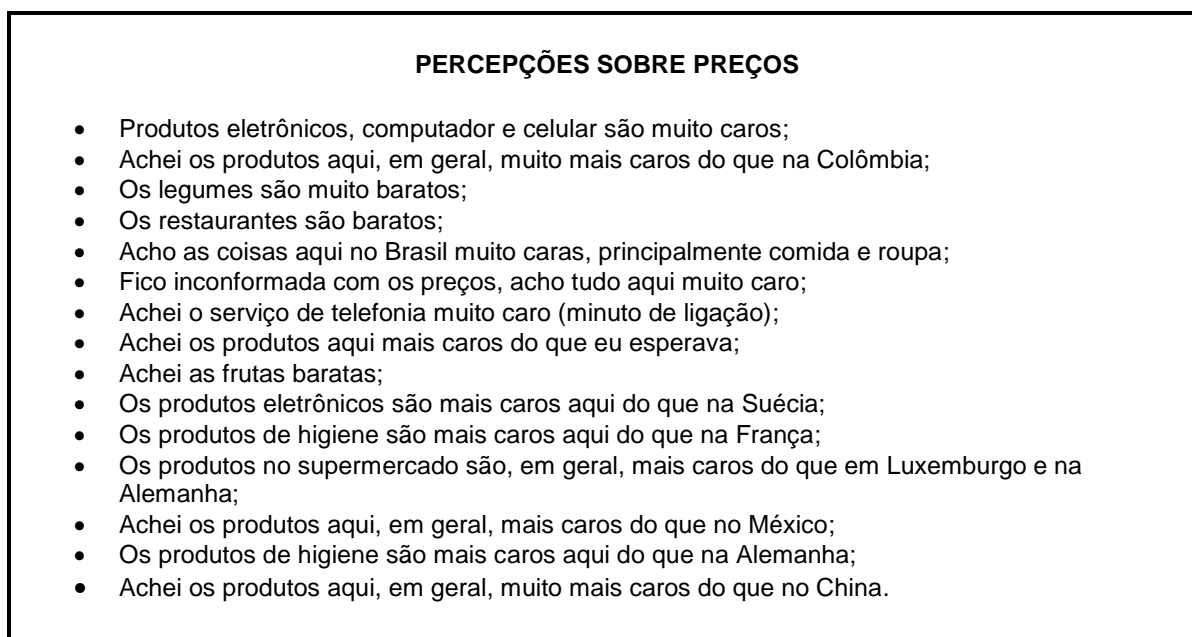 PERCEPÇÕES SOBRE PREÇOS
• Produtos eletrônicos, computador e celular são muito caros;
• Achei os produtos aqui, em geral, muito mais caros do que na Colômbia;
• Os legumes são muito baratos;
• Os restaurantes são baratos;
• Acho as coisas aqui no Brasil muito caras, principalmente comida e roupa;
• Fico inconformada com os preços, acho tudo aqui muito caro;
• Achei o serviço de telefonia muito caro (minuto de ligação);
• Achei os produtos aqui mais caros do que eu esperava;
• Achei as frutas baratas;
• Os produtos eletrônicos são mais caros aqui do que na Suécia;
• Os produtos de higiene são mais caros aqui do que na França;
• Os produtos no supermercado são, em geral, mais caros do que em Luxemburgo e na
Alemanha;
• Achei os produtos aqui, em geral, mais caros do que no México;
• Os produtos de higiene são mais caros aqui do que na Alemanha;
• Achei os produtos aqui, em geral, muito mais caros do que no China.